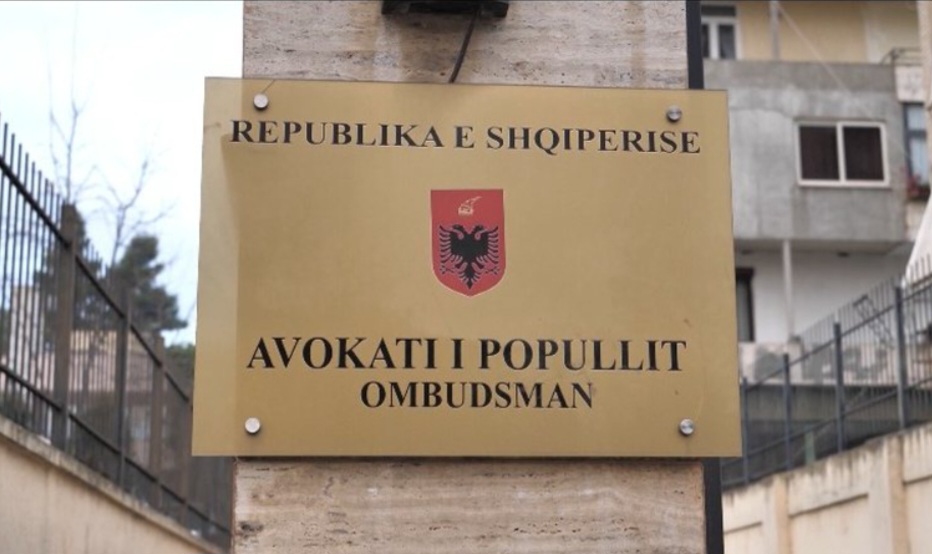 REPUBLIKA E SHQIPERISE
AVOKATI I POPULLIT
OMBUDSMAN